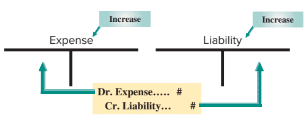 Increase
Increase
Expense
Liability
Dr. Expense..... #
Cr. Liability... #